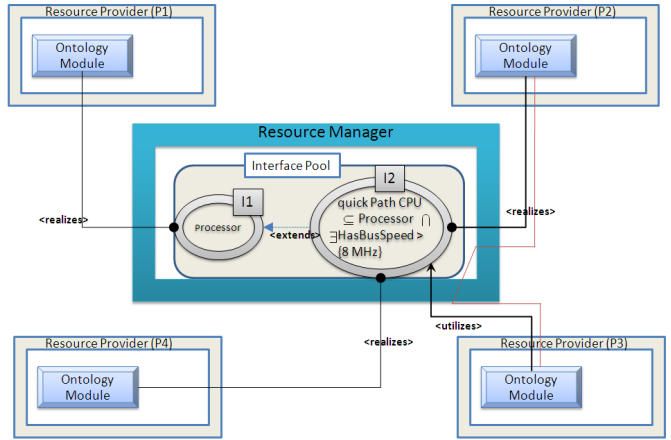 Resource Provider (P1)
Ontology
Module
Resource Provider (P2)
Ontology
Module
Resource Manager
Interface Pool
I1
Processor
<extends>
I2
quick Path CPU
⊆ Processor ∩
∃HasBusSpeed >
{8 MHz}
<realizes>
<realizes>
<realizes>
<utilizes>
Resource Provider (P4)
Ontology
Module
Resource Provider (P3)
Ontology
Module